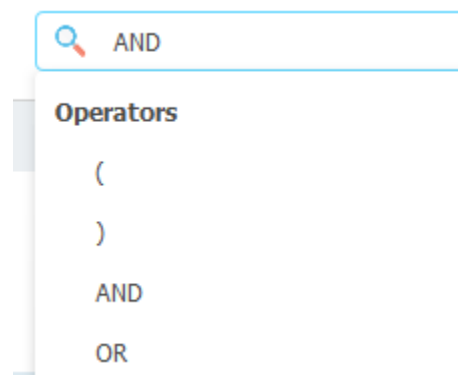 AND
Operators
(
)
AND
OR